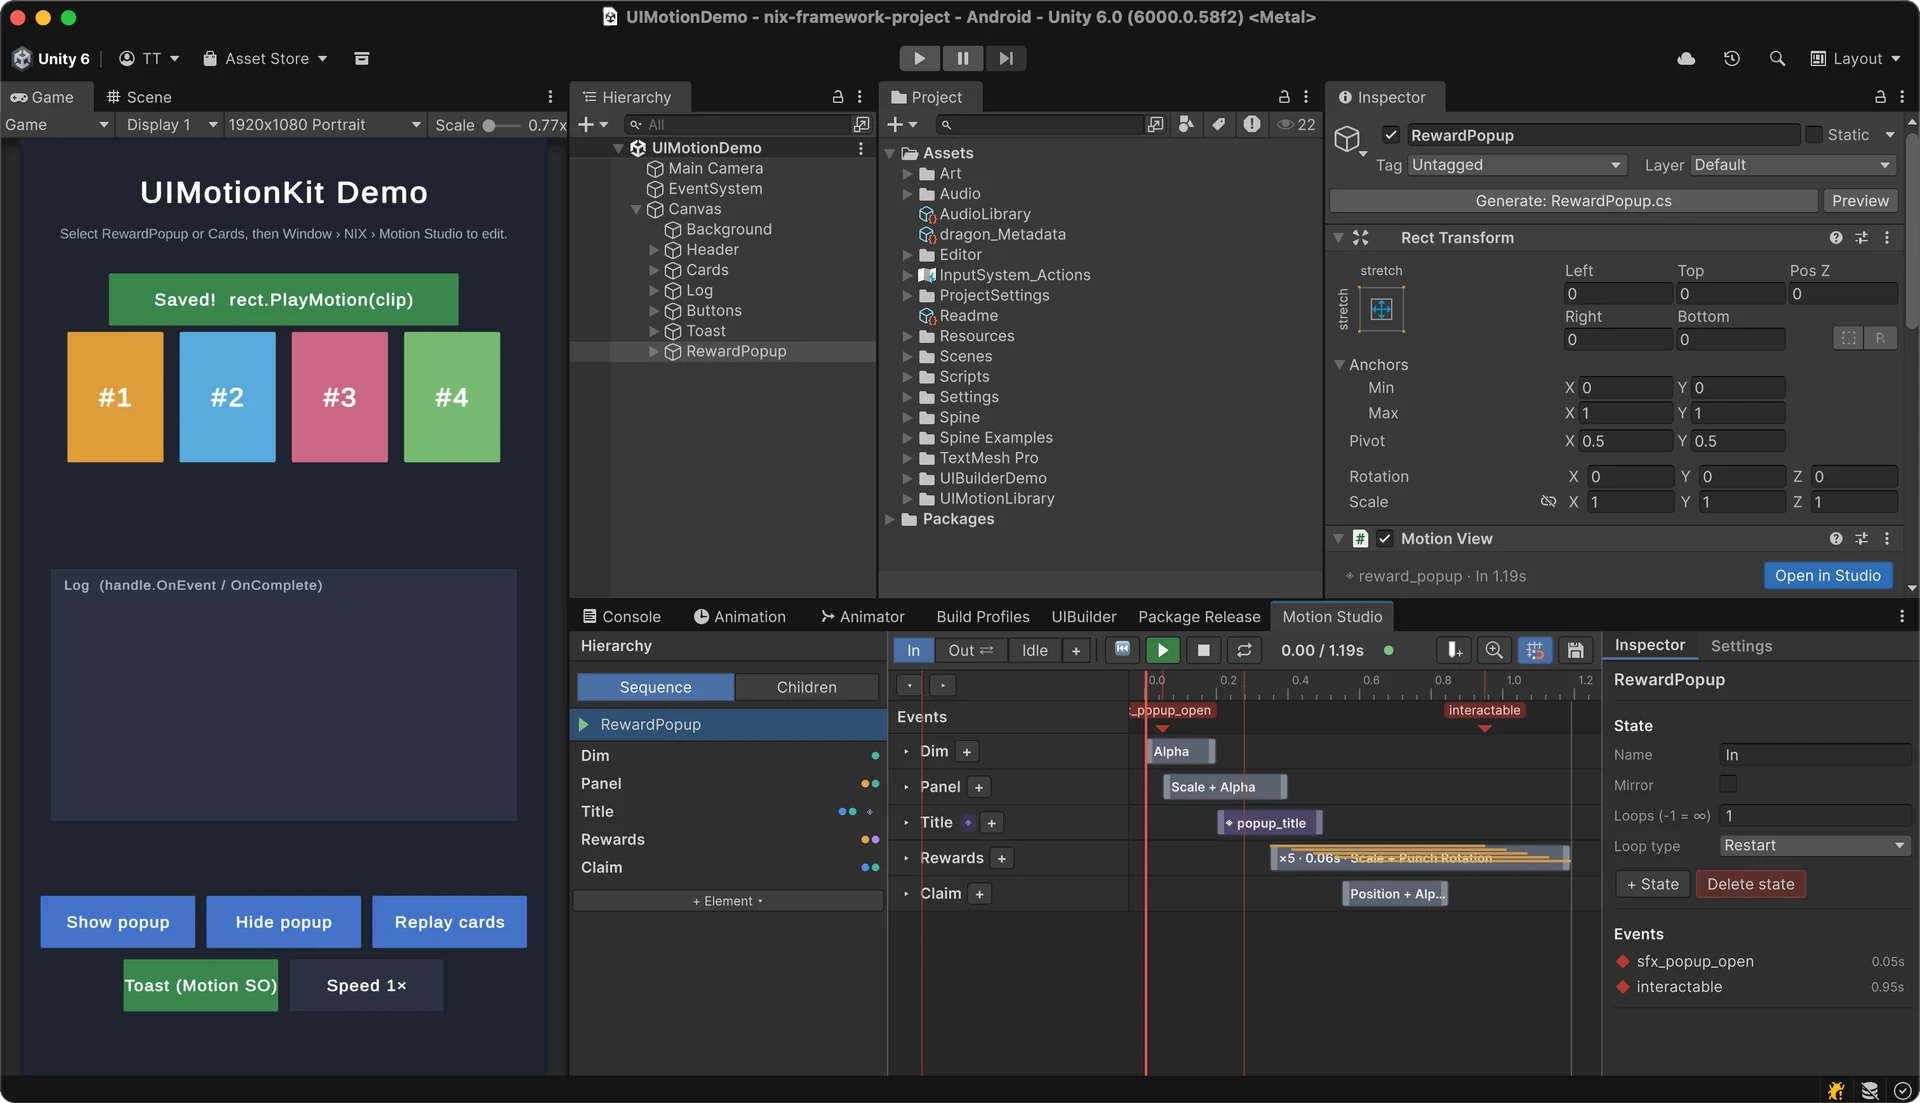 UIMotionDemo - nix-framework-project - Android - Unity 6.0 (6000.0.58f2) <Metal>
Unity 6
TT
Asset Store
Layout
Game
Scene
Game
Display 1
1920x1080 Portrait
Scale
0.77x
UIMotionKit Demo
Select RewardPopup or Cards, then Window › NIX › Motion Studio to edit.
Saved! rect.PlayMotion(clip)
#1
#2
#3
#4
Log (handle.OnEvent / OnComplete)
Show popup
Hide popup
Replay cards
Toast (Motion SO)
Speed 1×
Hierarchy
All
UIMotionDemo
Main Camera
EventSystem
Canvas
Background
Header
Cards
Log
Buttons
Toast
RewardPopup
Project
22
Assets
Art
Audio
AudioLibrary
dragon_Metadata
Editor
InputSystem_Actions
ProjectSettings
Readme
Resources
Scenes
Scripts
Settings
Spine
Spine Examples
TextMesh Pro
UIBuilderDemo
UIMotionLibrary
Packages
Inspector
RewardPopup
Static
Tag Untagged
Layer Default
Generate: RewardPopup.cs
Preview
Rect Transform
stretch
stretch
Left Top Pos Z
0 0 0
Right Bottom
0 0
R
Anchors
Min X 0 Y 0
Max X 1 Y 1
Pivot X 0.5 Y 0.5
Rotation X 0 Y 0 Z 0
Scale X 1 Y 1 Z 1
# Motion View
reward_popup · In 1.19s
Open in Studio
Console
Animation
Animator
Build Profiles
UIBuilder
Package Release
Motion Studio
Hierarchy
Sequence
Children
RewardPopup
Dim
Panel
Title
Rewards
Claim
+ Element
In
Out ⇄
Idle
+
0.00 / 1.19s
0.0 0.2 0.4 0.6 0.8 1.0 1.2
Events
_popup_open
interactable
Dim +
Alpha
Panel +
Scale + Alpha
Title +
popup_title
Rewards +
×5 · 0.06s · Scale + Punch Rotation
Claim +
Position + Alp...
Inspector
Settings
RewardPopup
State
Name In
Mirror
Loops (-1 = ∞) 1
Loop type Restart
+ State
Delete state
Events
sfx_popup_open 0.05s
interactable 0.95s